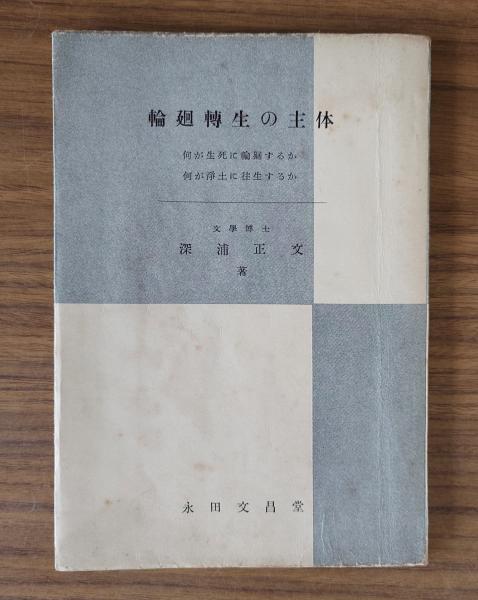 輪廻轉生の主体
何が生死に輪廻するか
何が淨土に往生するか
文學博士
深浦正文
著
永田文昌堂